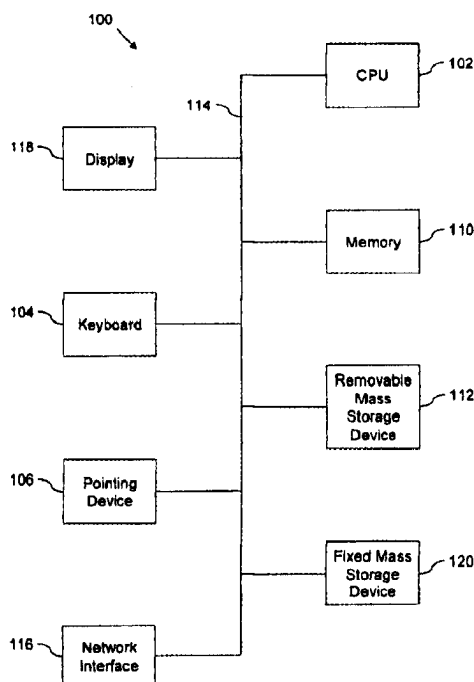 100
CPU
102
114
118
Display
Memory
110
104
Keyboard
Removable
Mass
Storage
Device
112
106
Pointing
Device
Fixed Mass
Storage
Device
120
116
Network
Interface